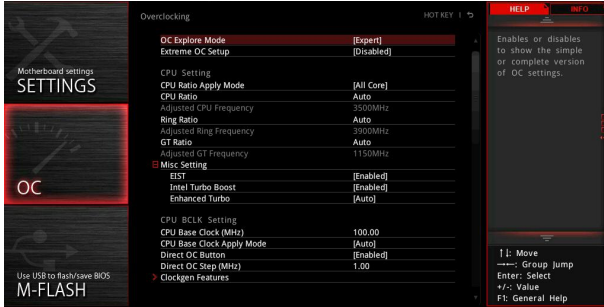 Overclocking
HOT KEY
HELP
INFO
OC Explore Mode [Expert]
Extreme OC Setup [Disabled]
CPU Setting
CPU Ratio Apply Mode [All Core]
CPU Ratio Auto
Adjusted CPU Frequency 3500MHz
Ring Ratio Auto
Adjusted Ring Frequency 3900MHz
GT Ratio Auto
Adjusted GT Frequency 1150MHz
Misc Setting
EIST [Enabled]
Intel Turbo Boost [Enabled]
Enhanced Turbo [Auto]
CPU BCLK Setting
CPU Base Clock (MHz) 100.00
CPU Base Clock Apply Mode [Auto]
Direct OC Button [Enabled]
Direct OC Step (MHz) 1.00
Clockgen Features
Motherboard settings
SETTINGS
OC
Use USB to flash/save BIOS
M-FLASH
Enables or disables
to show the simple
or complete version
of OC settings.
↑↓: Move
→←: Group Jump
Enter: Select
+/-: Value
F1: General Help